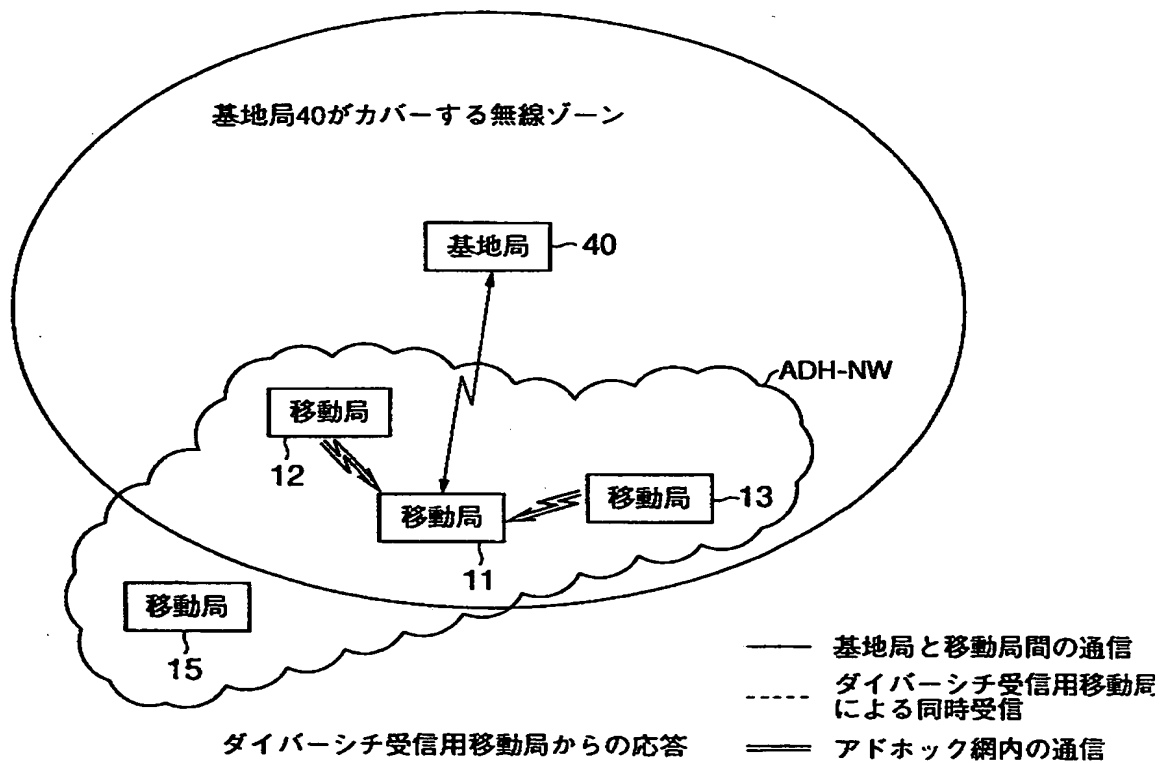 基地局40がカバーする無線ゾーン
基地局
40
ADH-NW
移動局
12
移動局
13
移動局
11
移動局
15
基地局と移動局間の通信
ダイバーシチ受信用移動局
による同時受信
アドホック網内の通信
ダイバーシチ受信用移動局からの応答